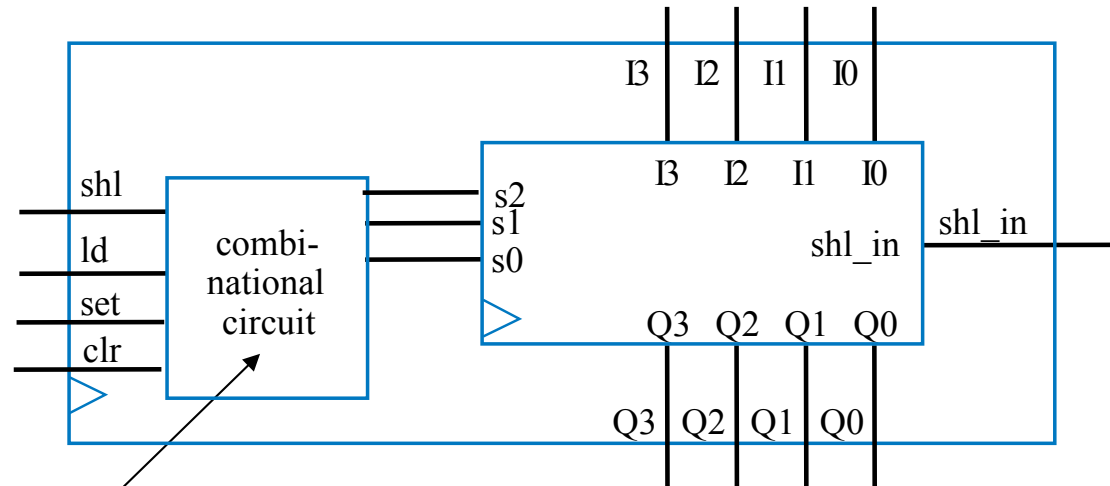 I3 I2 I1 I0
I3 I2 I1 I0
shl
s2
s1
s0
ld
set
clr
combi-
national
circuit
shl_in
shl_in
Q3 Q2 Q1 Q0
Q3 Q2 Q1 Q0